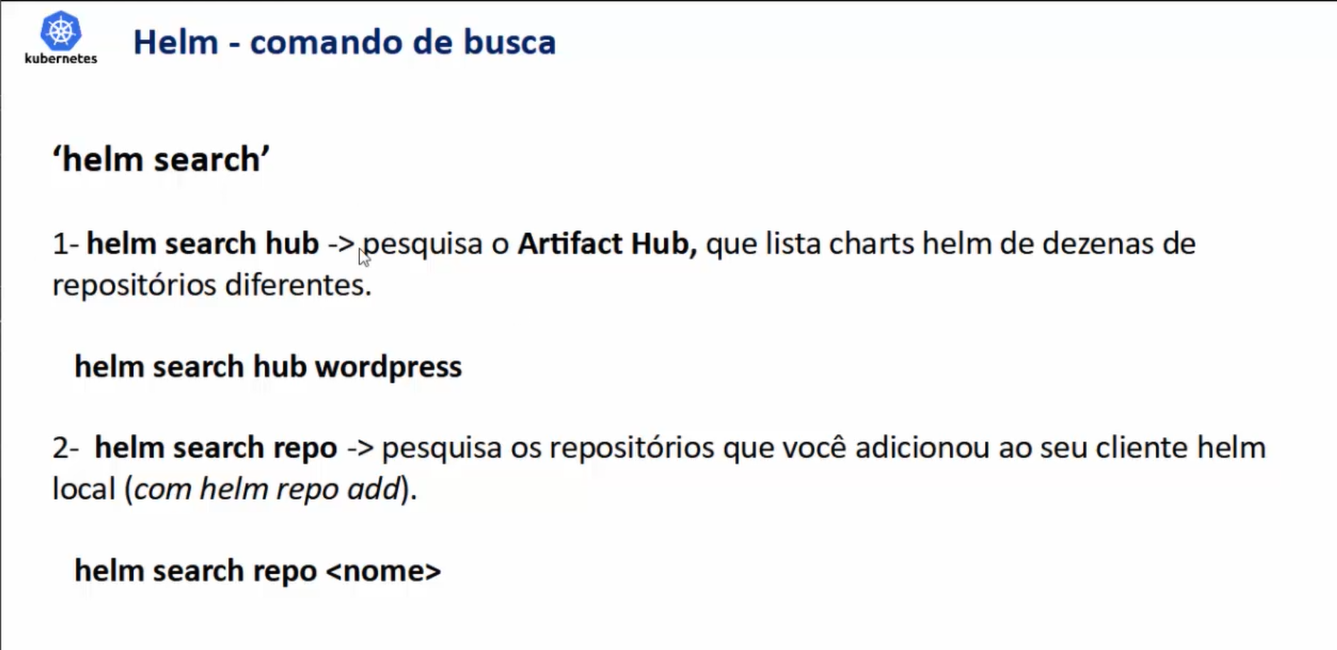 kubernetes
Helm - comando de busca
‘helm search’
1- helm search hub -> pesquisa o Artifact Hub, que lista charts helm de dezenas de
repositórios diferentes.
helm search hub wordpress
2- helm search repo -> pesquisa os repositórios que você adicionou ao seu cliente helm
local (com helm repo add).
helm search repo <nome>